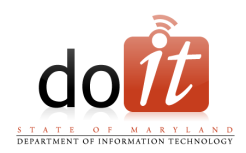 doit
STATE OF MARYLAND
DEPARTMENT OF INFORMATION TECHNOLOGY